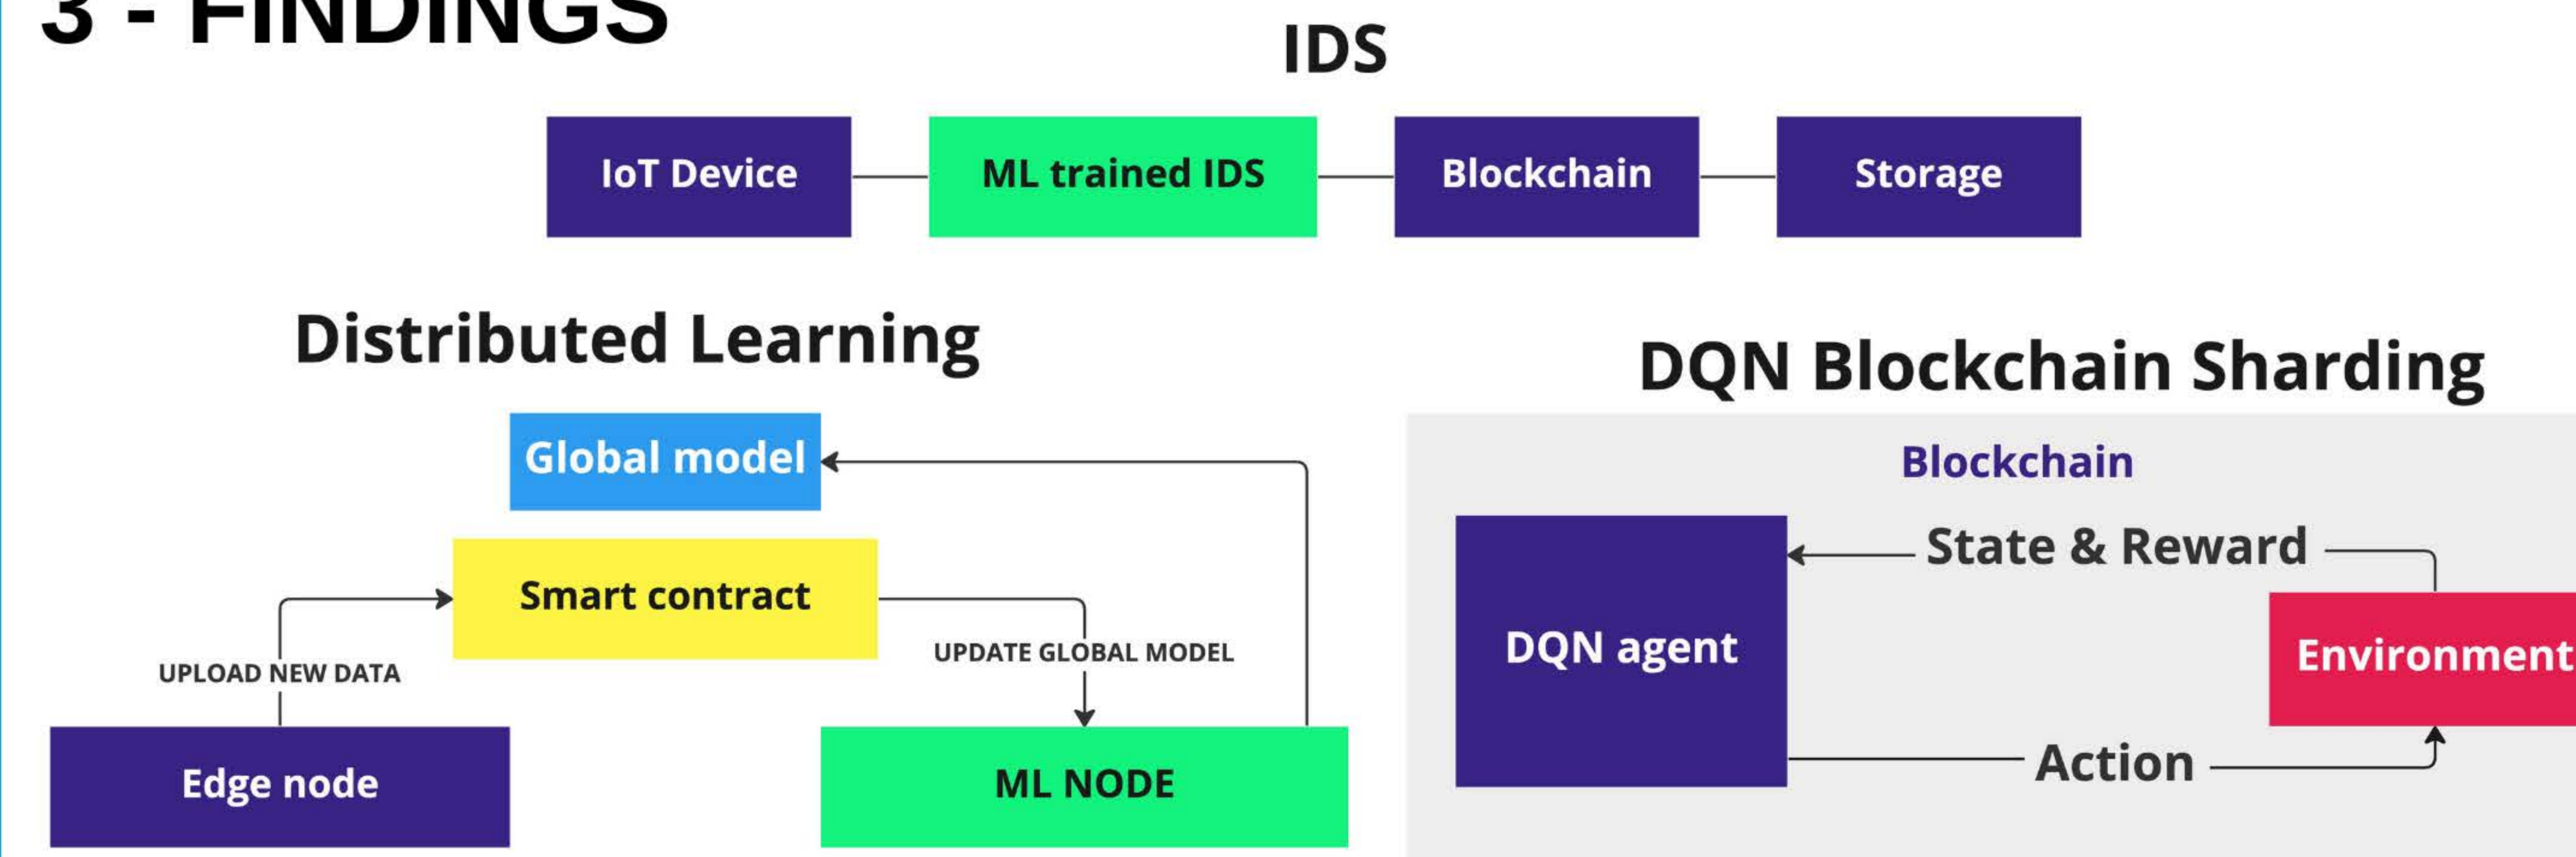 3 - FINDINGS
IDS
IoT Device
ML trained IDS
Blockchain
Storage
Distributed Learning
Global model
Smart contract
UPLOAD NEW DATA
UPDATE GLOBAL MODEL
Edge node
ML NODE
DQN Blockchain Sharding
Blockchain
State & Reward
DQN agent
Environment
Action